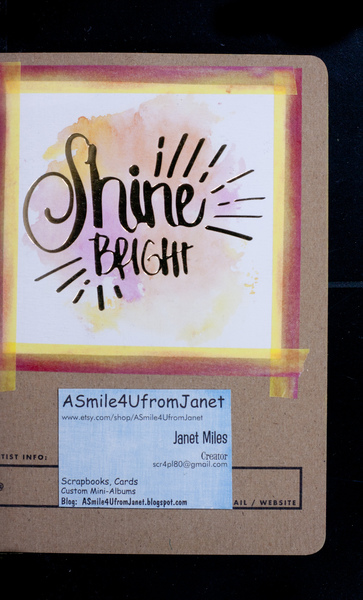 Shine
BRIGHT
ASmile4UfromJanet
www.etsy.com/shop/ASmile4UfromJanet
Janet Miles
Creator
scr4pl80@gmail.com
TIST INFO:
Scrapbooks, Cards
Custom Mini-Albums
Blog: ASmile4UfromJanet.blogspot.com
AIL / WEBSITE